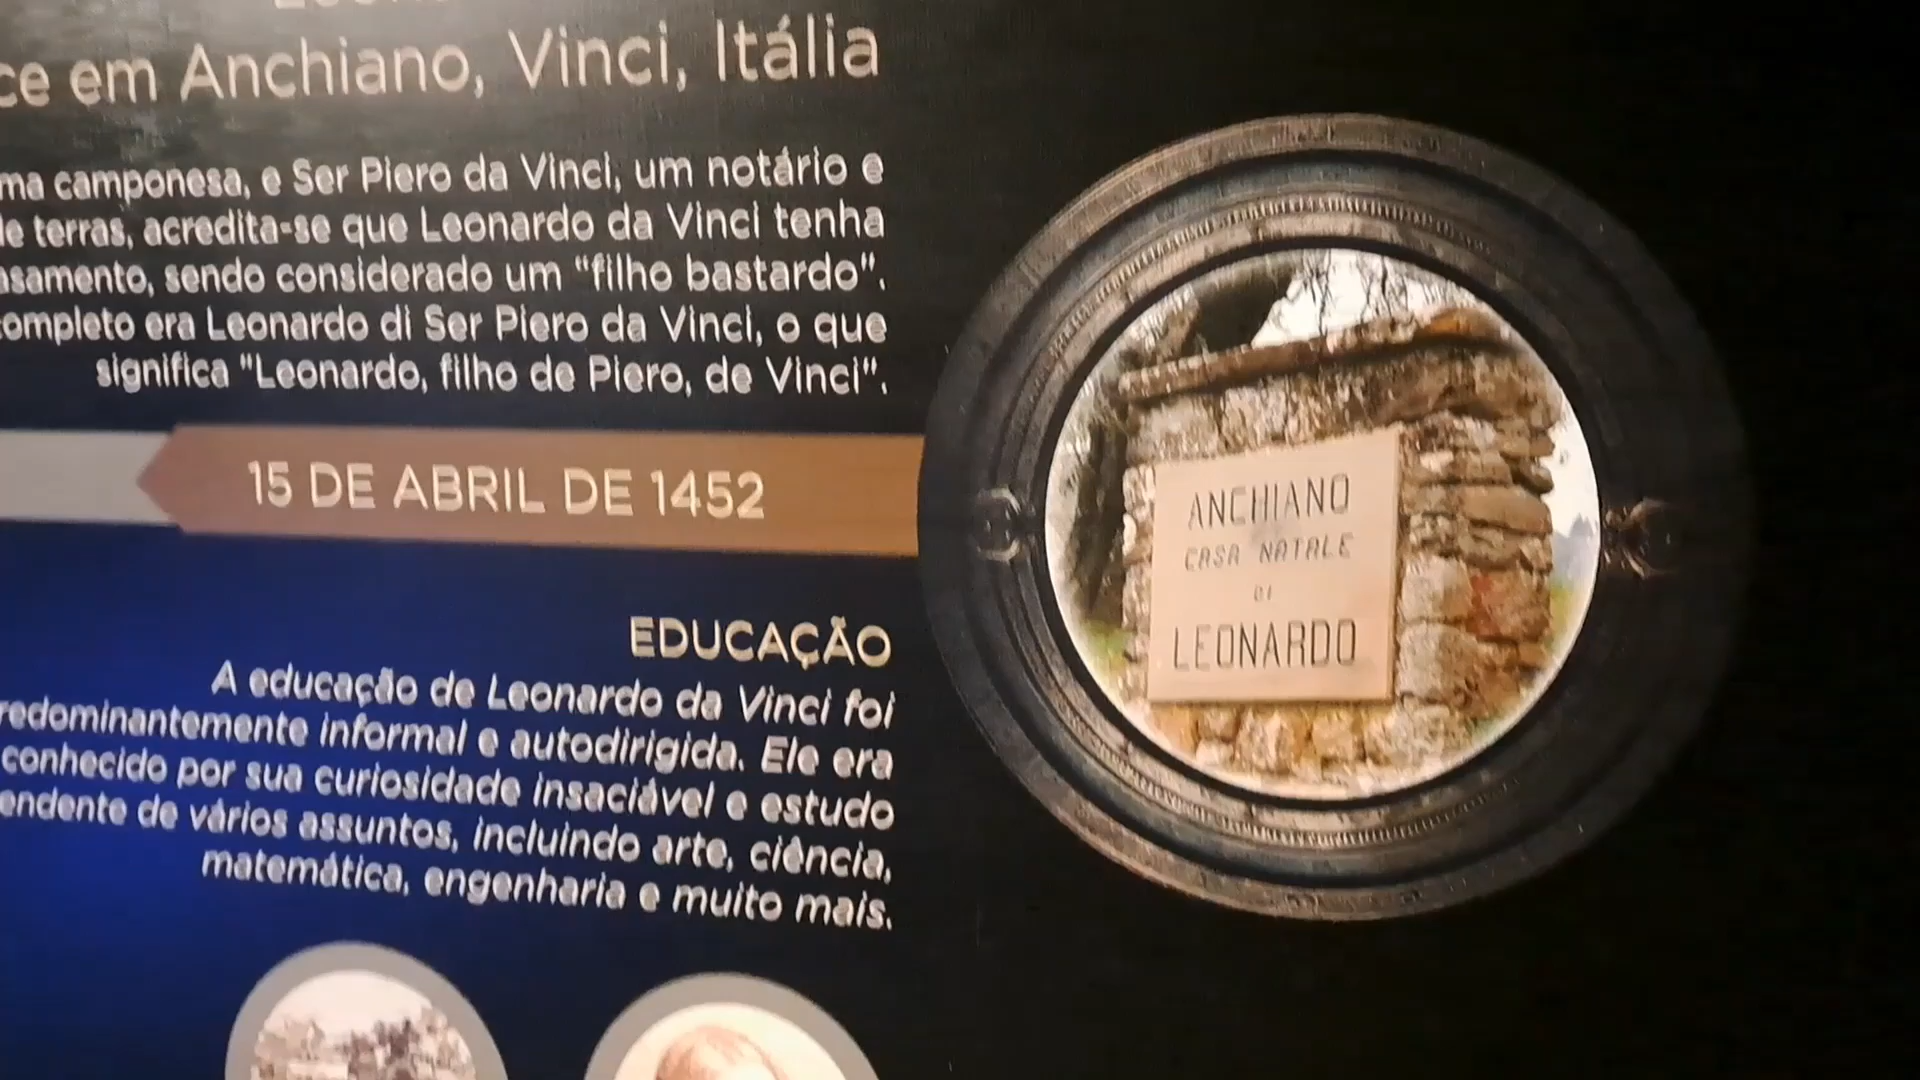 ce em Anchiano, Vinci, Itália
ma camponesa, e Ser Piero da Vinci, um notário e
de terras, acredita-se que Leonardo da Vinci tenha
asamento, sendo considerado um "filho bastardo".
completo era Leonardo di Ser Piero da Vinci, o que
significa "Leonardo, filho de Piero, de Vinci".
15 DE ABRIL DE 1452
EDUCAÇÃO
A educação de Leonardo da Vinci foi
redominantemente informal e autodirigida. Ele era
conhecido por sua curiosidade insaciável e estudo
endente de vários assuntos, incluindo arte, ciência,
matemática, engenharia e muito mais.
ANCHIANO
CASA NATALE
DI
LEONARDO